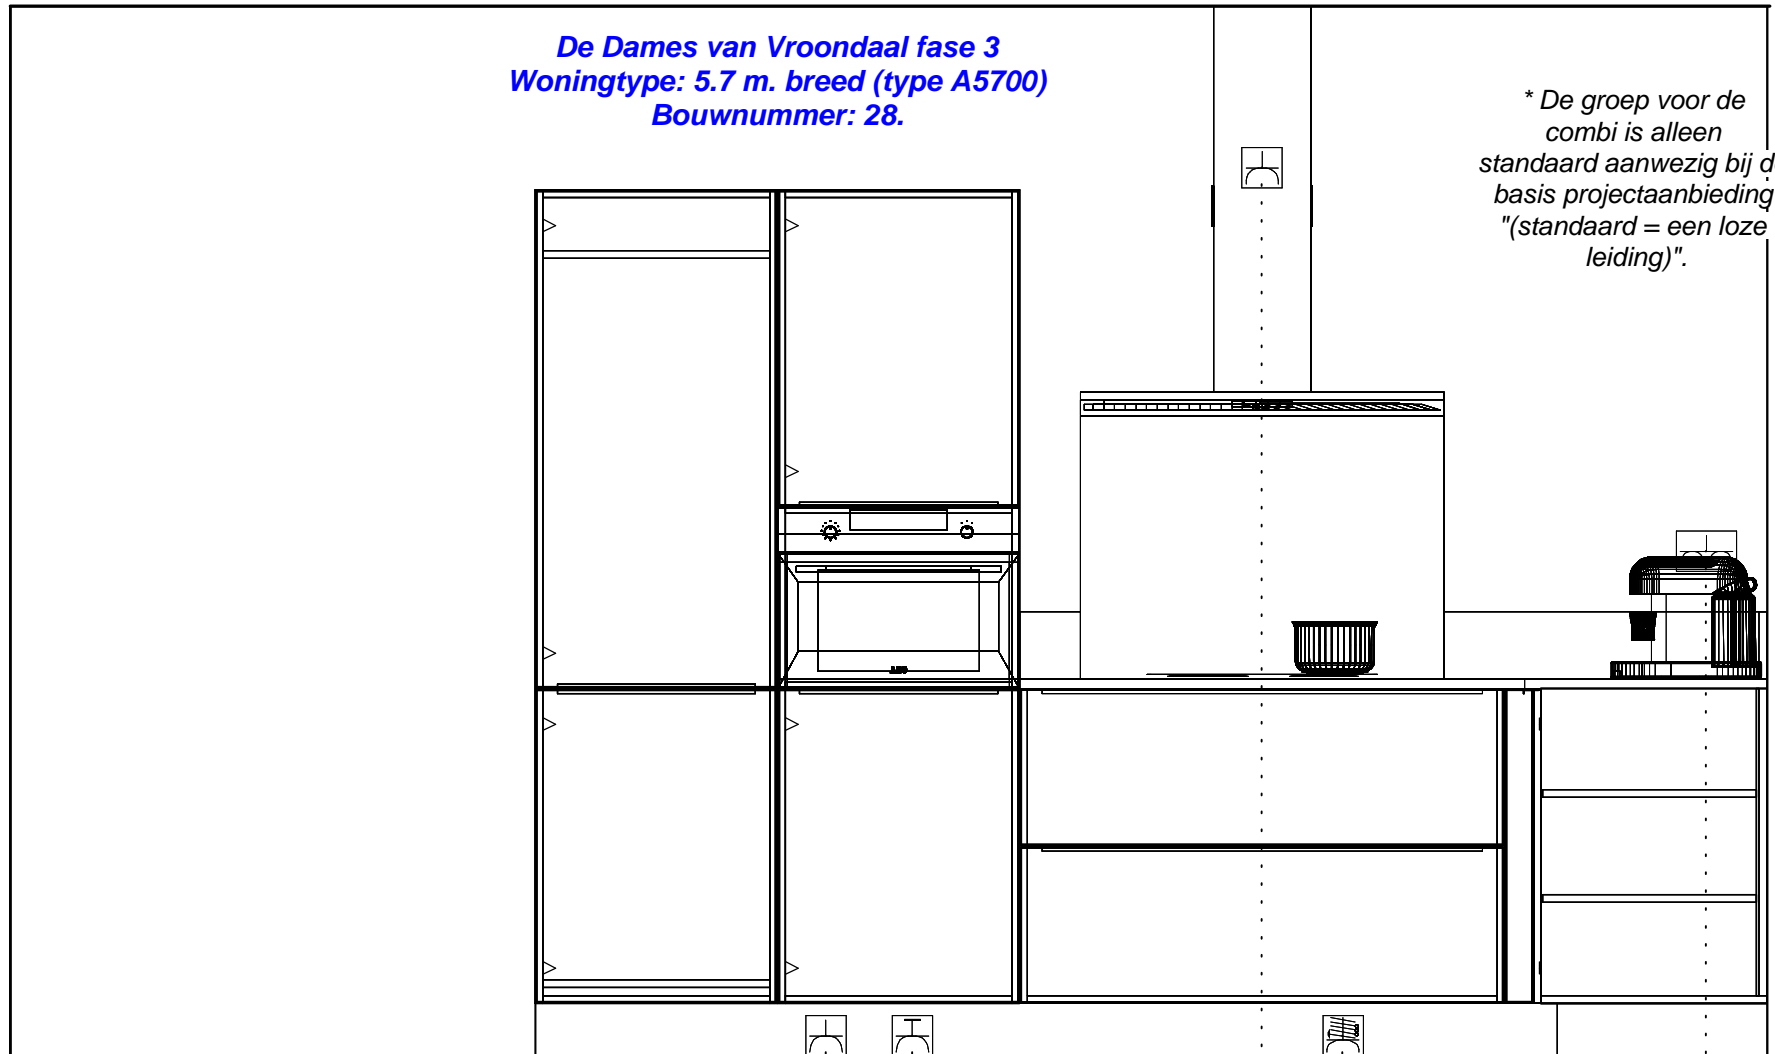 De Dames van Vroondaal fase 3
Woningtype: 5.7 m. breed (type A5700)
Bouwnummer: 28.
* De groep voor de
combi is alleen
standaard aanwezig bij d
basis projectaanbieding
"(standaard = een loze
leiding)".